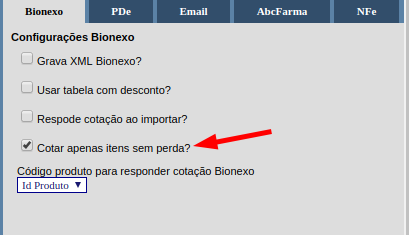 Bionexo PDe Email AbcFarma NFe
Configurações Bionexo
Grava XML Bionexo?
Usar tabela com desconto?
Respode cotação ao importar?
Cotar apenas itens sem perda?
Código produto para responder cotação Bionexo
Id Produto